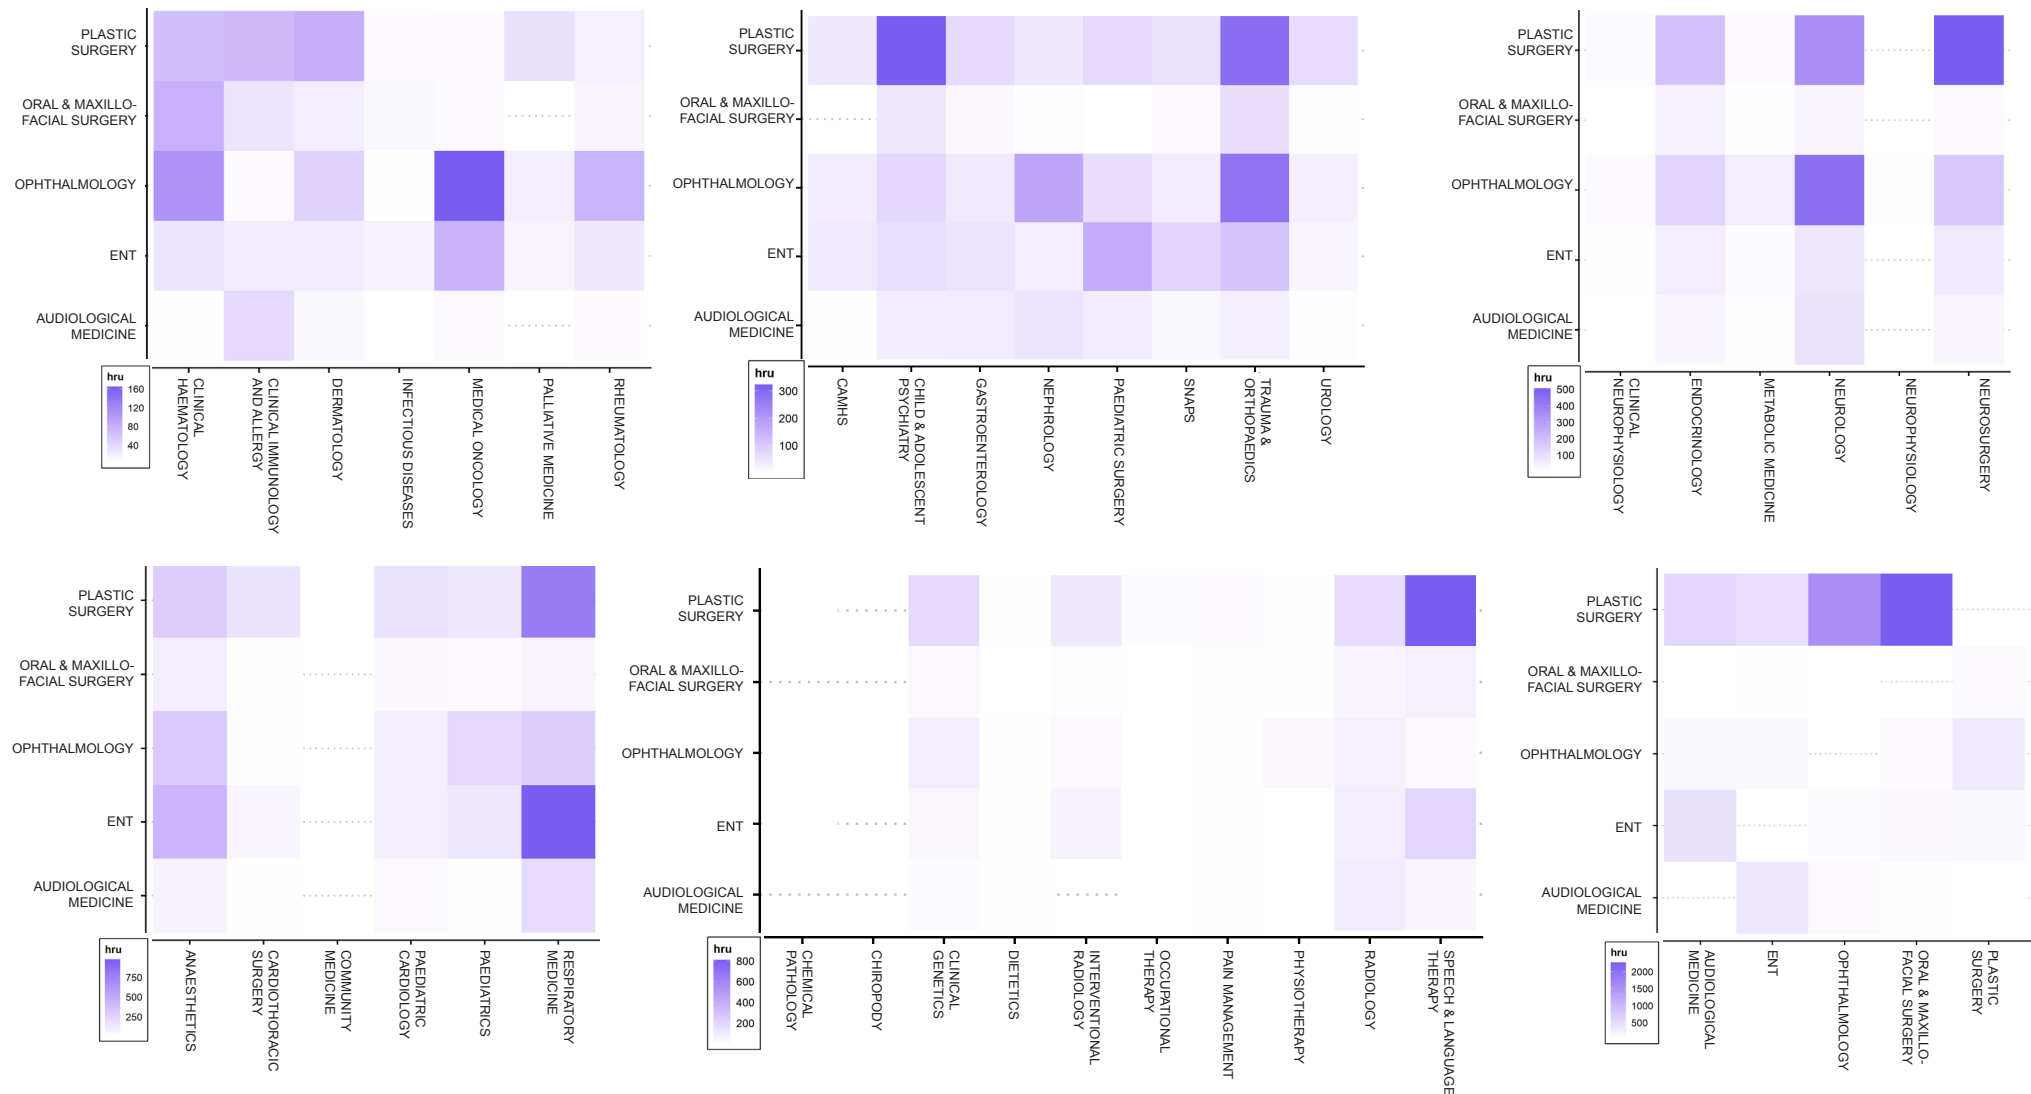 PLASTIC
SURGERY
ORAL & MAXILLO-
FACIAL SURGERY
OPHTHALMOLOGY
ENT
AUDIOLOGICAL
MEDICINE
hru
160
120
80
40
CLINICAL
HAEMATOLOGY
CLINICAL IMMUNOLOGY
AND ALLERGY
DERMATOLOGY
INFECTIOUS DISEASES
MEDICAL ONCOLOGY
PALLIATIVE MEDICINE
RHEUMATOLOGY
PLASTIC
SURGERY
ORAL & MAXILLO-
FACIAL SURGERY
OPHTHALMOLOGY
ENT
AUDIOLOGICAL
MEDICINE
hru
300
200
100
CAMHS
CHILD & ADOLESCENT
PSYCHIATRY
GASTROENTEROLOGY
NEPHROLOGY
PAEDIATRIC SURGERY
SNAPS
TRAUMA &
ORTHOPAEDICS
UROLOGY
PLASTIC
SURGERY
ORAL & MAXILLO-
FACIAL SURGERY
OPHTHALMOLOGY
ENT
AUDIOLOGICAL
MEDICINE
hru
500
400
300
200
100
CLINICAL
NEUROPHYSIOLOGY
ENDOCRINOLOGY
METABOLIC MEDICINE
NEUROLOGY
NEUROPHYSIOLOGY
NEUROSURGERY
PLASTIC
SURGERY
ORAL & MAXILLO-
FACIAL SURGERY
OPHTHALMOLOGY
ENT
AUDIOLOGICAL
MEDICINE
hru
750
500
250
ANAESTHETICS
CARDIOTHORACIC
SURGERY
COMMUNITY
MEDICINE
PAEDIATRIC
CARDIOLOGY
PAEDIATRICS
RESPIRATORY
MEDICINE
PLASTIC
SURGERY
ORAL & MAXILLO-
FACIAL SURGERY
OPHTHALMOLOGY
ENT
AUDIOLOGICAL
MEDICINE
hru
800
600
400
200
CHEMICAL
PATHOLOGY
CHIROPODY
CLINICAL
GENETICS
DIETETICS
INTERVENTIONAL
RADIOLOGY
OCCUPATIONAL
THERAPY
PAIN MANAGEMENT
PHYSIOTHERAPY
RADIOLOGY
SPEECH & LANGUAGE
THERAPY
PLASTIC
SURGERY
ORAL & MAXILLO-
FACIAL SURGERY
OPHTHALMOLOGY
ENT
AUDIOLOGICAL
MEDICINE
hru
2000
1500
1000
500
AUDIOLOGICAL
MEDICINE
ENT
OPHTHALMOLOGY
ORAL & MAXILLO-
FACIAL SURGERY
PLASTIC
SURGERY